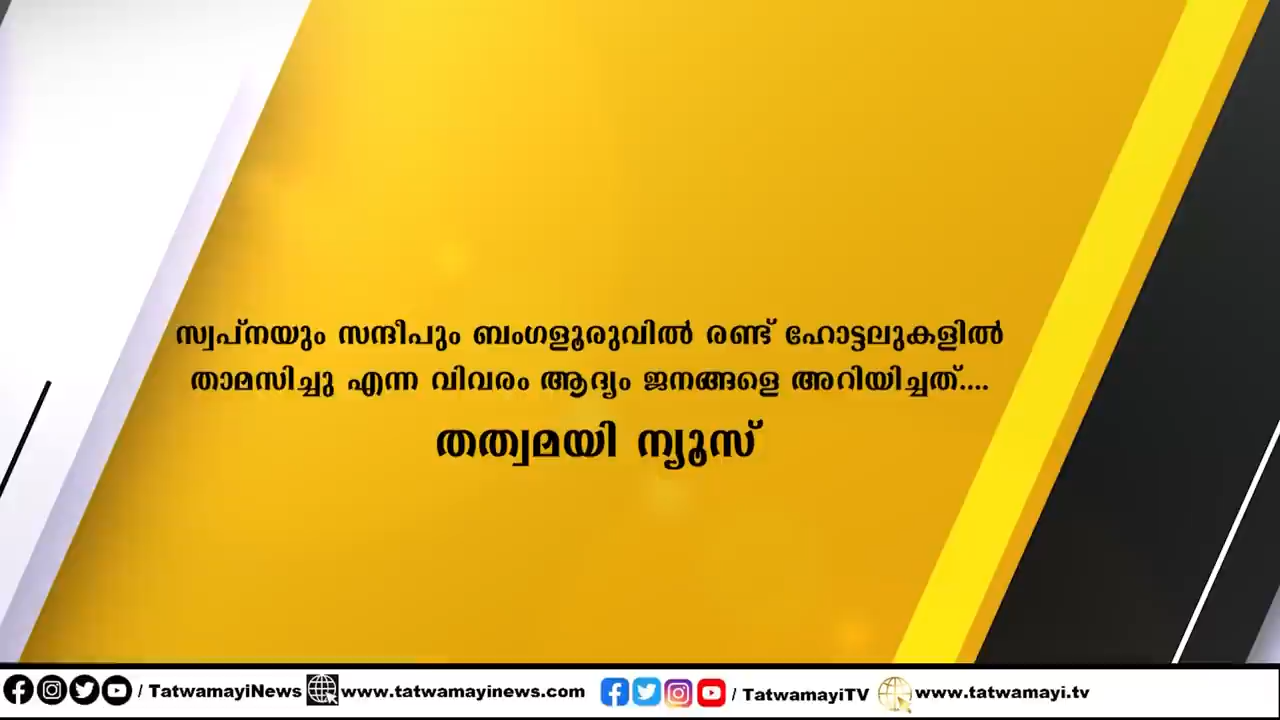 സ്വപ്നയും സന്ദീപും ബംഗളൂരുവിൽ രണ്ട് ഹോട്ടലുകളിൽ
താമസിച്ചു എന്ന വിവരം ആദ്യം ജനങ്ങളെ അറിയിച്ചത്....
തത്വമയി ന്യൂസ്
/ TatwamayiNews www.tatwamayinews.com / TatwamayiTV www.tatwamayi.tv